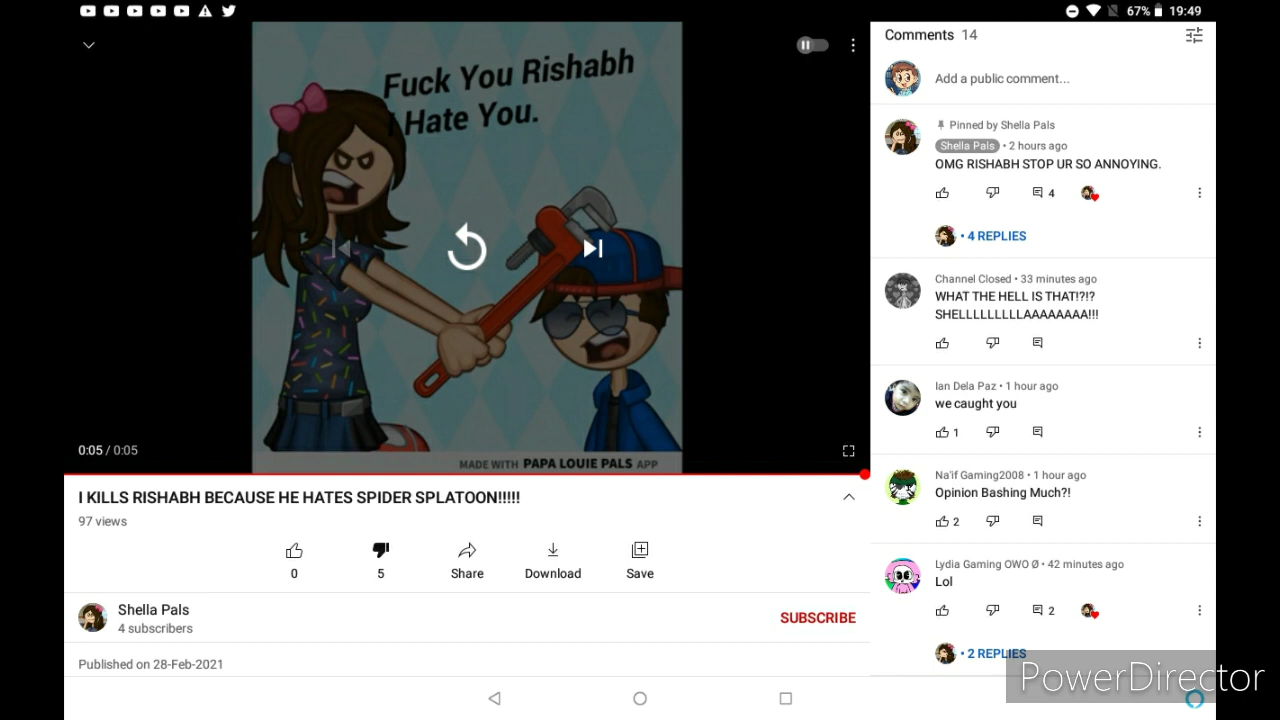 67% 19:49
Fuck You Rishabh
I Hate You.
0:05 / 0:05
MADE WITH PAPA LOUIE PALS APP
I KILLS RISHABH BECAUSE HE HATES SPIDER SPLATOON!!!!!
97 views
0 5 Share Download Save
Shella Pals
4 subscribers
SUBSCRIBE
Published on 28-Feb-2021
Comments 14
Add a public comment...
Pinned by Shella Pals
Shella Pals • 2 hours ago
OMG RISHABH STOP UR SO ANNOYING.
4
• 4 REPLIES
Channel Closed • 33 minutes ago
WHAT THE HELL IS THAT!?!?
SHELLLLLLLLLAAAAAAAA!!!
Ian Dela Paz • 1 hour ago
we caught you
1
Na'if Gaming2008 • 1 hour ago
Opinion Bashing Much?!
2
Lydia Gaming OWO Ø • 42 minutes ago
Lol
2
• 2 REPLIES
PowerDirector